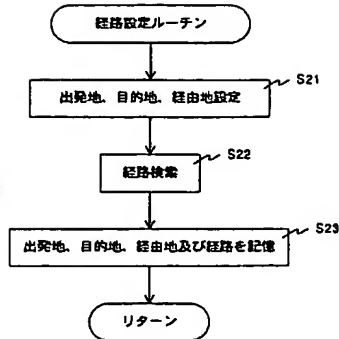 経路設定ルーチン
S21
出発地、目的地、経由地設定
S22
経路検索
S23
出発地、目的地、経由地及び経路を記憶
リターン